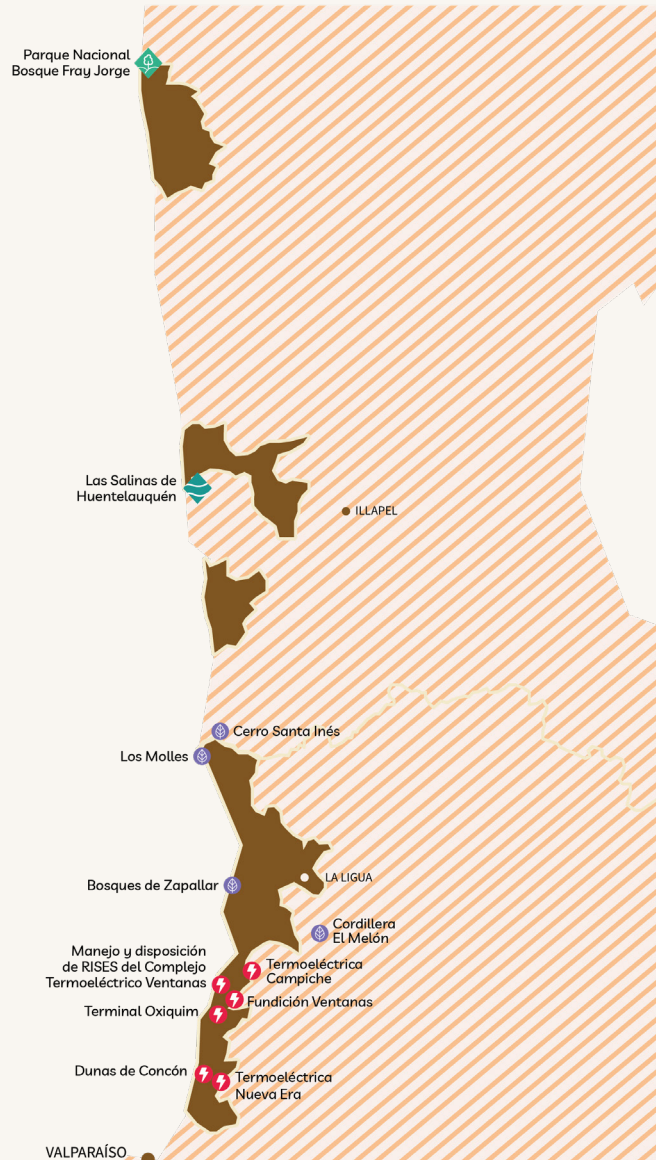 Parque Nacional
Bosque Fray Jorge
Las Salinas de
Huentelauquén
ILLAPEL
Cerro Santa Inés
Los Molles
LA LIGUA
Bosques de Zapallar
Cordillera
El Melón
Manejo y disposición
de RISES del Complejo
Termoeléctrico Ventanas
Termoeléctrica
Campiche
Fundición Ventanas
Terminal Oxiquim
Dunas de Concón
Termoeléctrica
Nueva Era
VALPARAÍSO